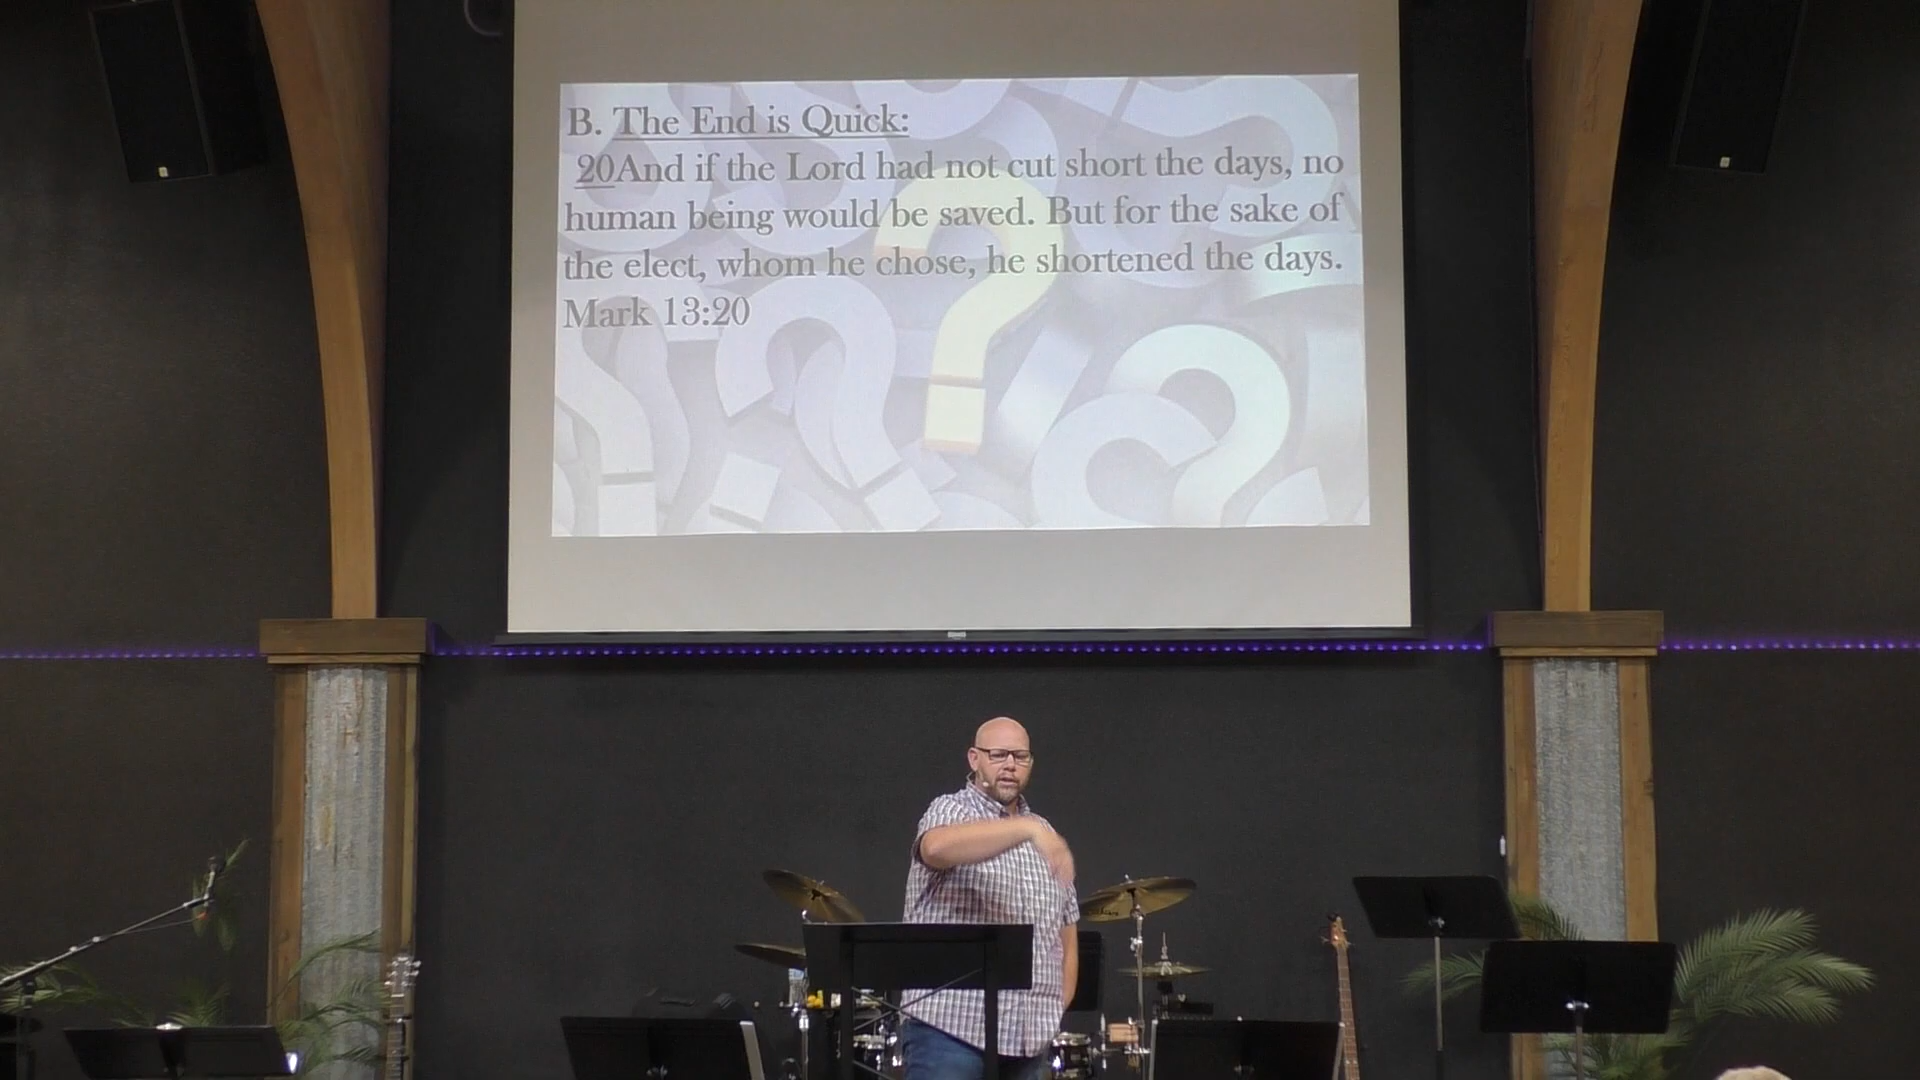 B. The End is Quick:
20And if the Lord had not cut short the days, no
human being would be saved. But for the sake of
the elect, whom he chose, he shortened the days.
Mark 13:20